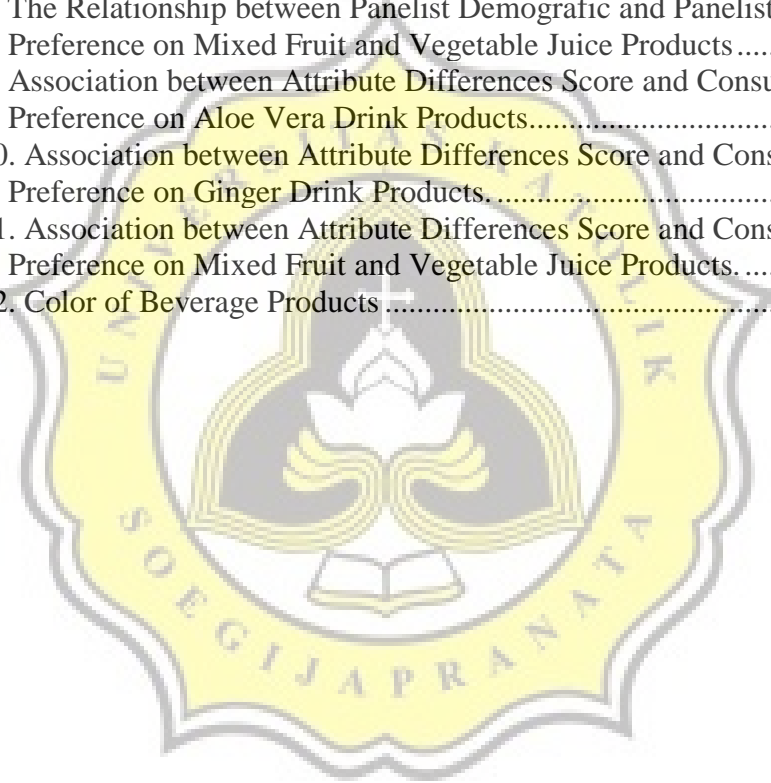 The Relationship between Panelist Demografic and Panelist
Preference on Mixed Fruit and Vegetable Juice Products.....
Association between Attribute Differences Score and Consu
Preference on Aloe Vera Drink Products..............................
0. Association between Attribute Differences Score and Cons
Preference on Ginger Drink Products. ..................................
1. Association between Attribute Differences Score and Cons
Preference on Mixed Fruit and Vegetable Juice Products. .....
2. Color of Beverage Products .................................................
UNIVERSITAS KATOLIK
SOEGIJAPRANATA